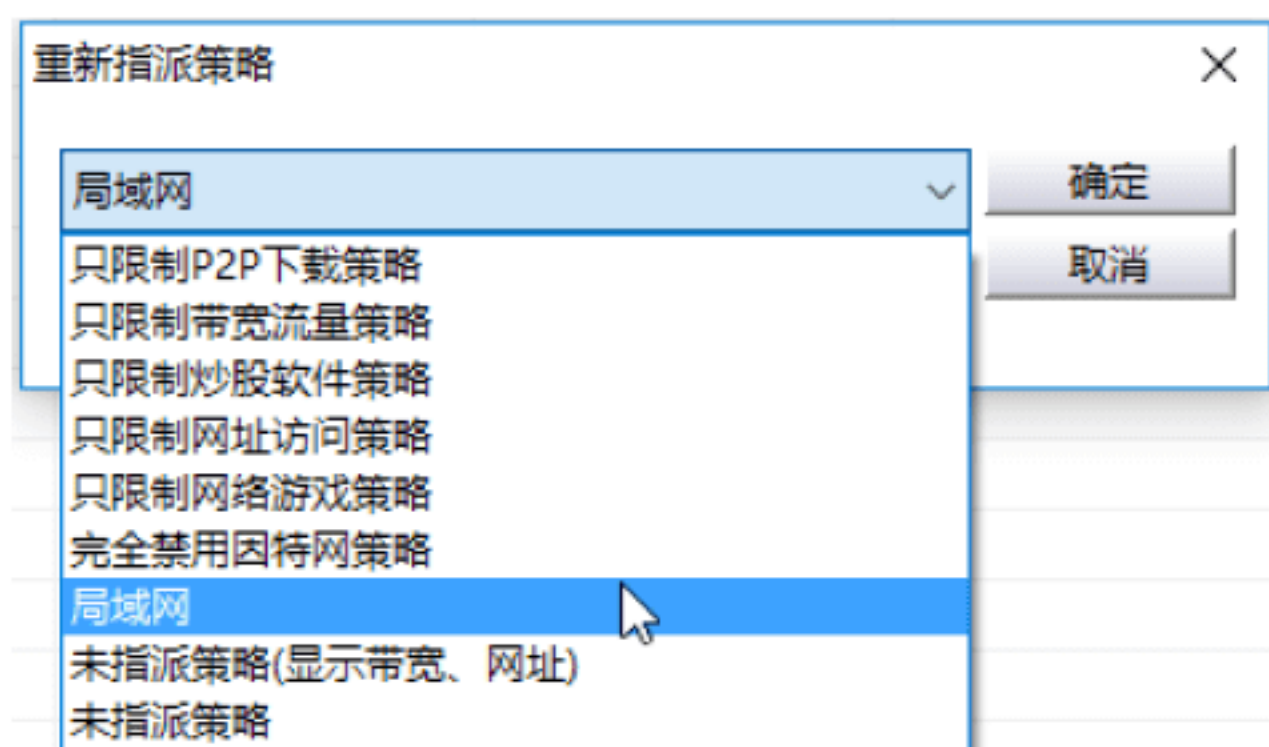 重新指派策略
局域网
确定
取消
只限制P2P下载策略
只限制带宽流量策略
只限制炒股软件策略
只限制网址访问策略
只限制网络游戏策略
完全禁用因特网策略
局域网
未指派策略(显示带宽、网址)
未指派策略